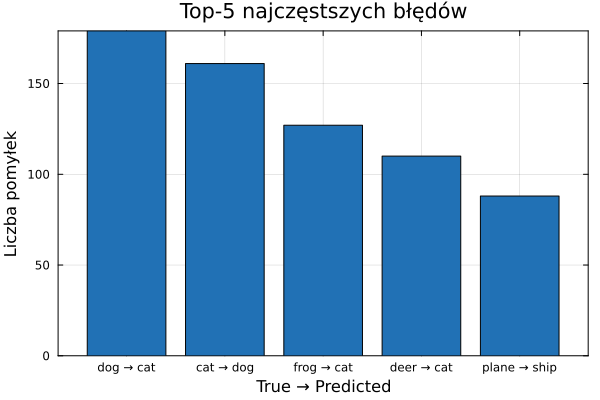 Top-5 najczęstszych błędów
Liczba pomyłek
150
100
50
0
dog → cat
cat → dog
frog → cat
deer → cat
plane → ship
True → Predicted